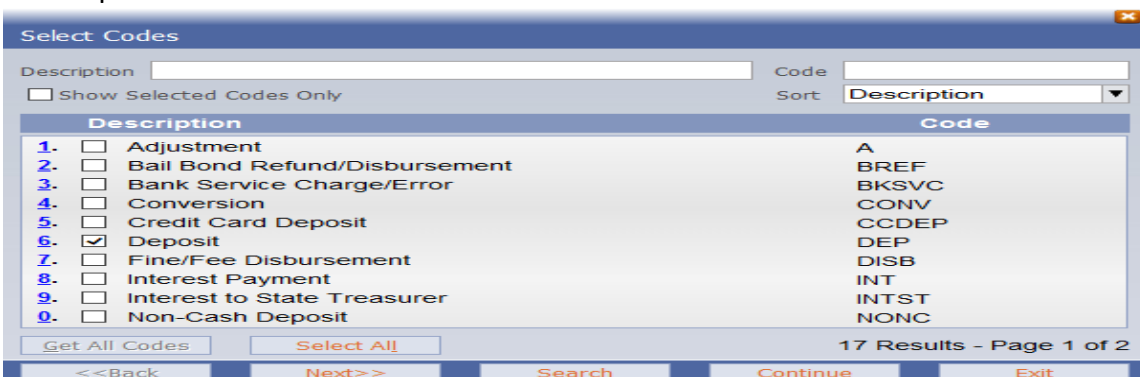 Select Codes
Description Code
Show Selected Codes Only Sort Description
Description Code
1. Adjustment A
2. Bail Bond Refund/Disbursement BREF
3. Bank Service Charge/Error BKSVC
4. Conversion CONV
5. Credit Card Deposit CCDEP
6. Deposit DEP
7. Fine/Fee Disbursement DISB
8. Interest Payment INT
9. Interest to State Treasurer INTST
0. Non-Cash Deposit NONC
Get All Codes Select All 17 Results - Page 1 of 2
<<Back Next>> Search Continue Exit